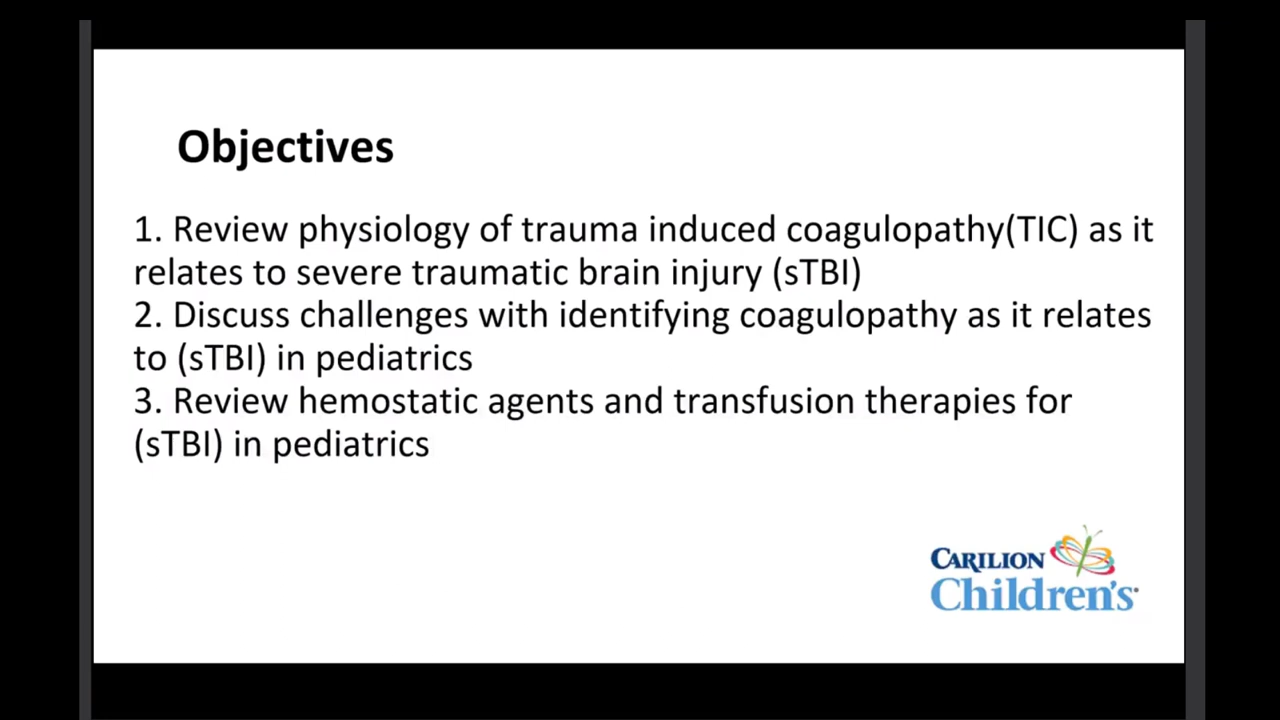 Objectives
1. Review physiology of trauma induced coagulopathy(TIC) as it
relates to severe traumatic brain injury (sTBI)
2. Discuss challenges with identifying coagulopathy as it relates
to (sTBI) in pediatrics
3. Review hemostatic agents and transfusion therapies for
(sTBI) in pediatrics
CARILION
Children's